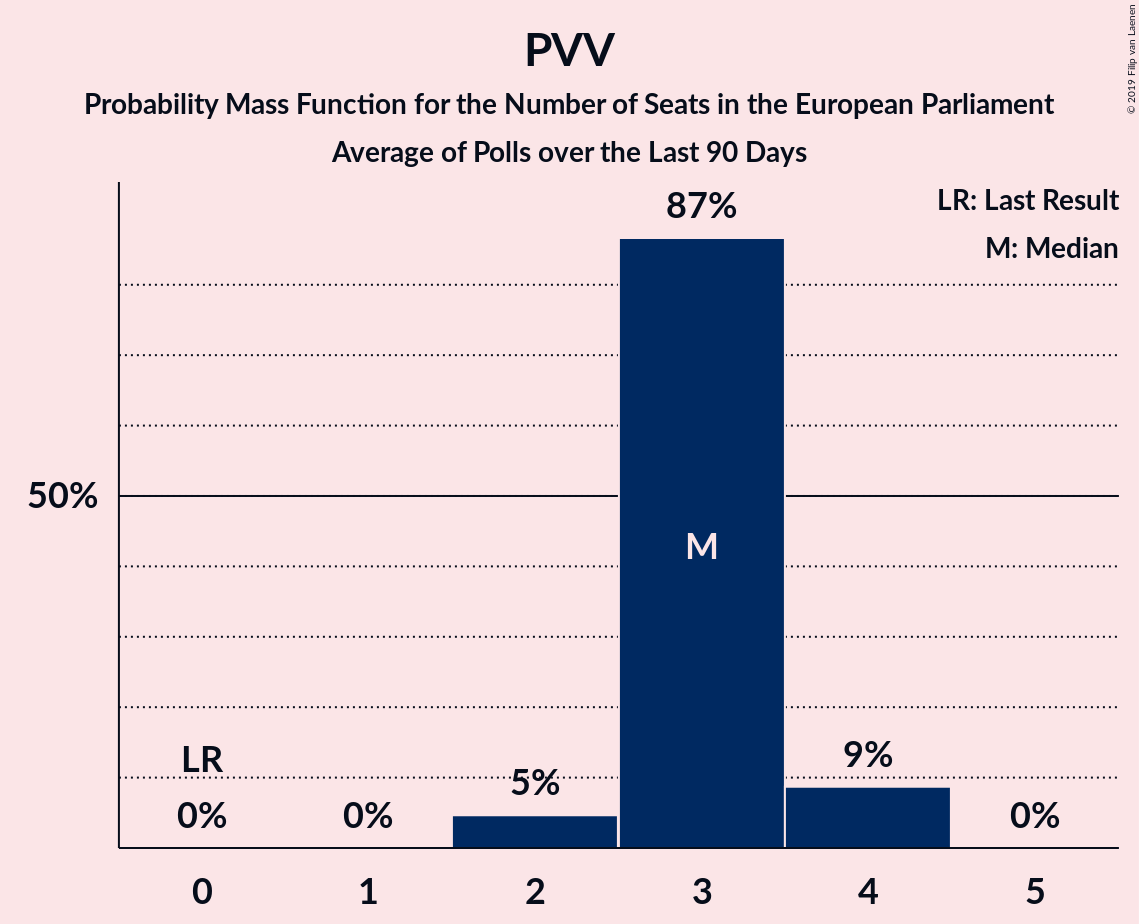 PVV
Probability Mass Function for the Number of Seats in the European Parliament
Average of Polls over the Last 90 Days
© 2019 Filip van Laenen
LR: Last Result
M: Median
87%
50%
M
LR
0%
0%
5%
9%
0%
0 1 2 3 4 5